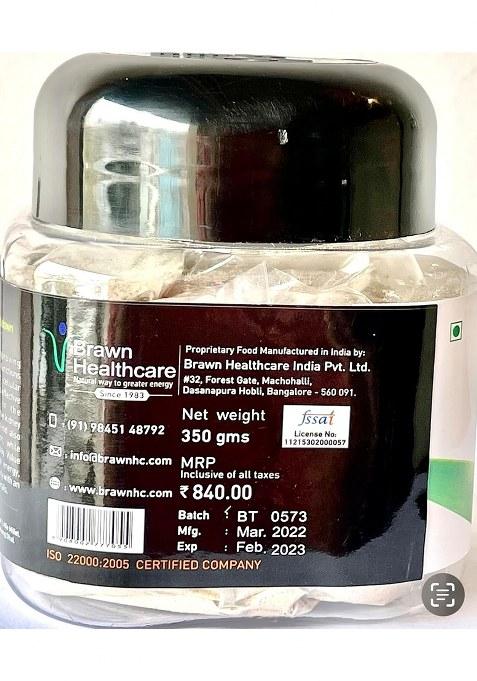 Brawn
Healthcare
Natural way to greater energy
Since 1983
Proprietary Food Manufactured in India by:
Brawn Healthcare India Pvt. Ltd.
#32, Forest Gate, Machohalli,
Dasanapura Hobli, Bangalore - 560 091.
: (91) 98451 48792
: info@brawnhc.com
: www.brawnhc.com
Net weight
350 gms
fssai
License No:
11215302000057
MRP
Inclusive of all taxes
₹ 840.00
Batch : BT 0573
Mfg. : Mar. 2022
Exp : Feb. 2023
ISO 22000:2005 CERTIFIED COMPANY